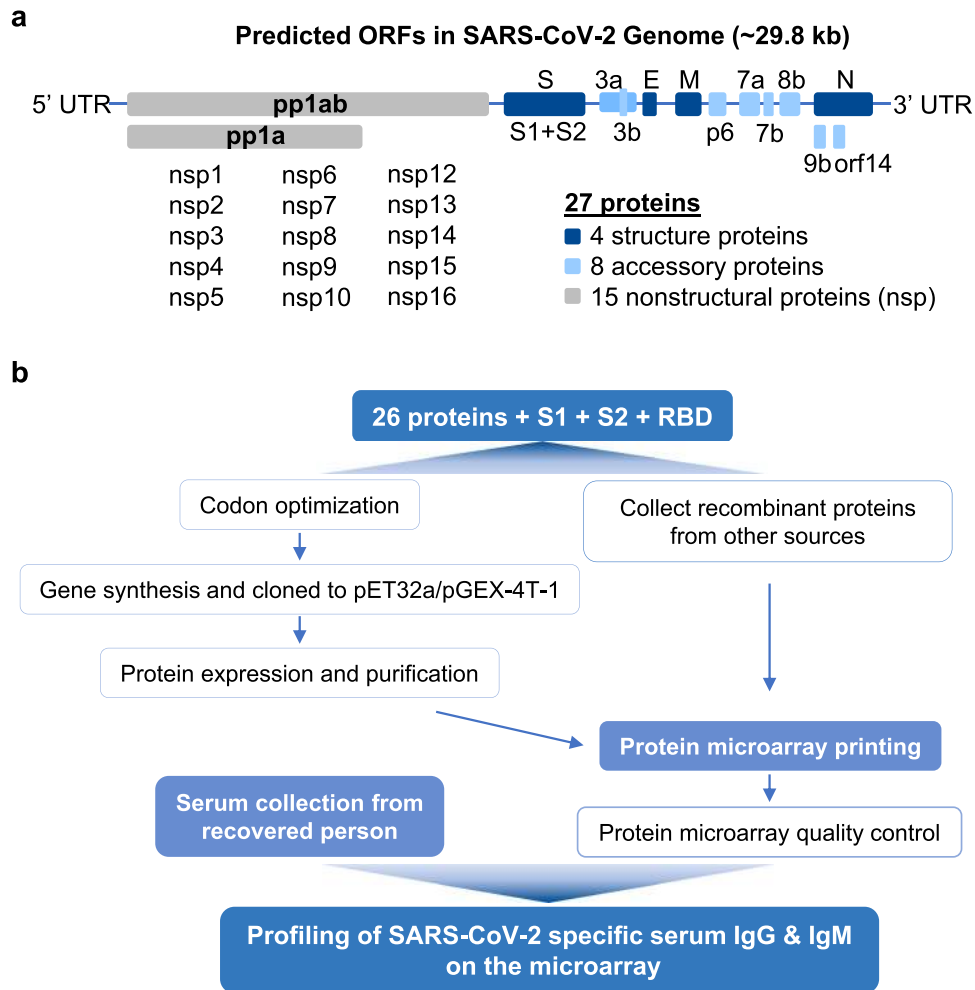 a
Predicted ORFs in SARS-CoV-2 Genome (~29.8 kb)
S 3a E M 7a 8b N
5’ UTR pp1ab 3’ UTR
S1+S2 3b p6 7b
pp1a
9b orf14
nsp1 nsp6 nsp12
nsp2 nsp7 nsp13
nsp3 nsp8 nsp14
nsp4 nsp9 nsp15
nsp5 nsp10 nsp16
27 proteins
4 structure proteins
8 accessory proteins
15 nonstructural proteins (nsp)
b
26 proteins + S1 + S2 + RBD
Codon optimization
Gene synthesis and cloned to pET32a/pGEX-4T-1
Protein expression and purification
Collect recombinant proteins
from other sources
Protein microarray printing
Protein microarray quality control
Serum collection from
recovered person
Profiling of SARS-CoV-2 specific serum IgG & IgM
on the microarray